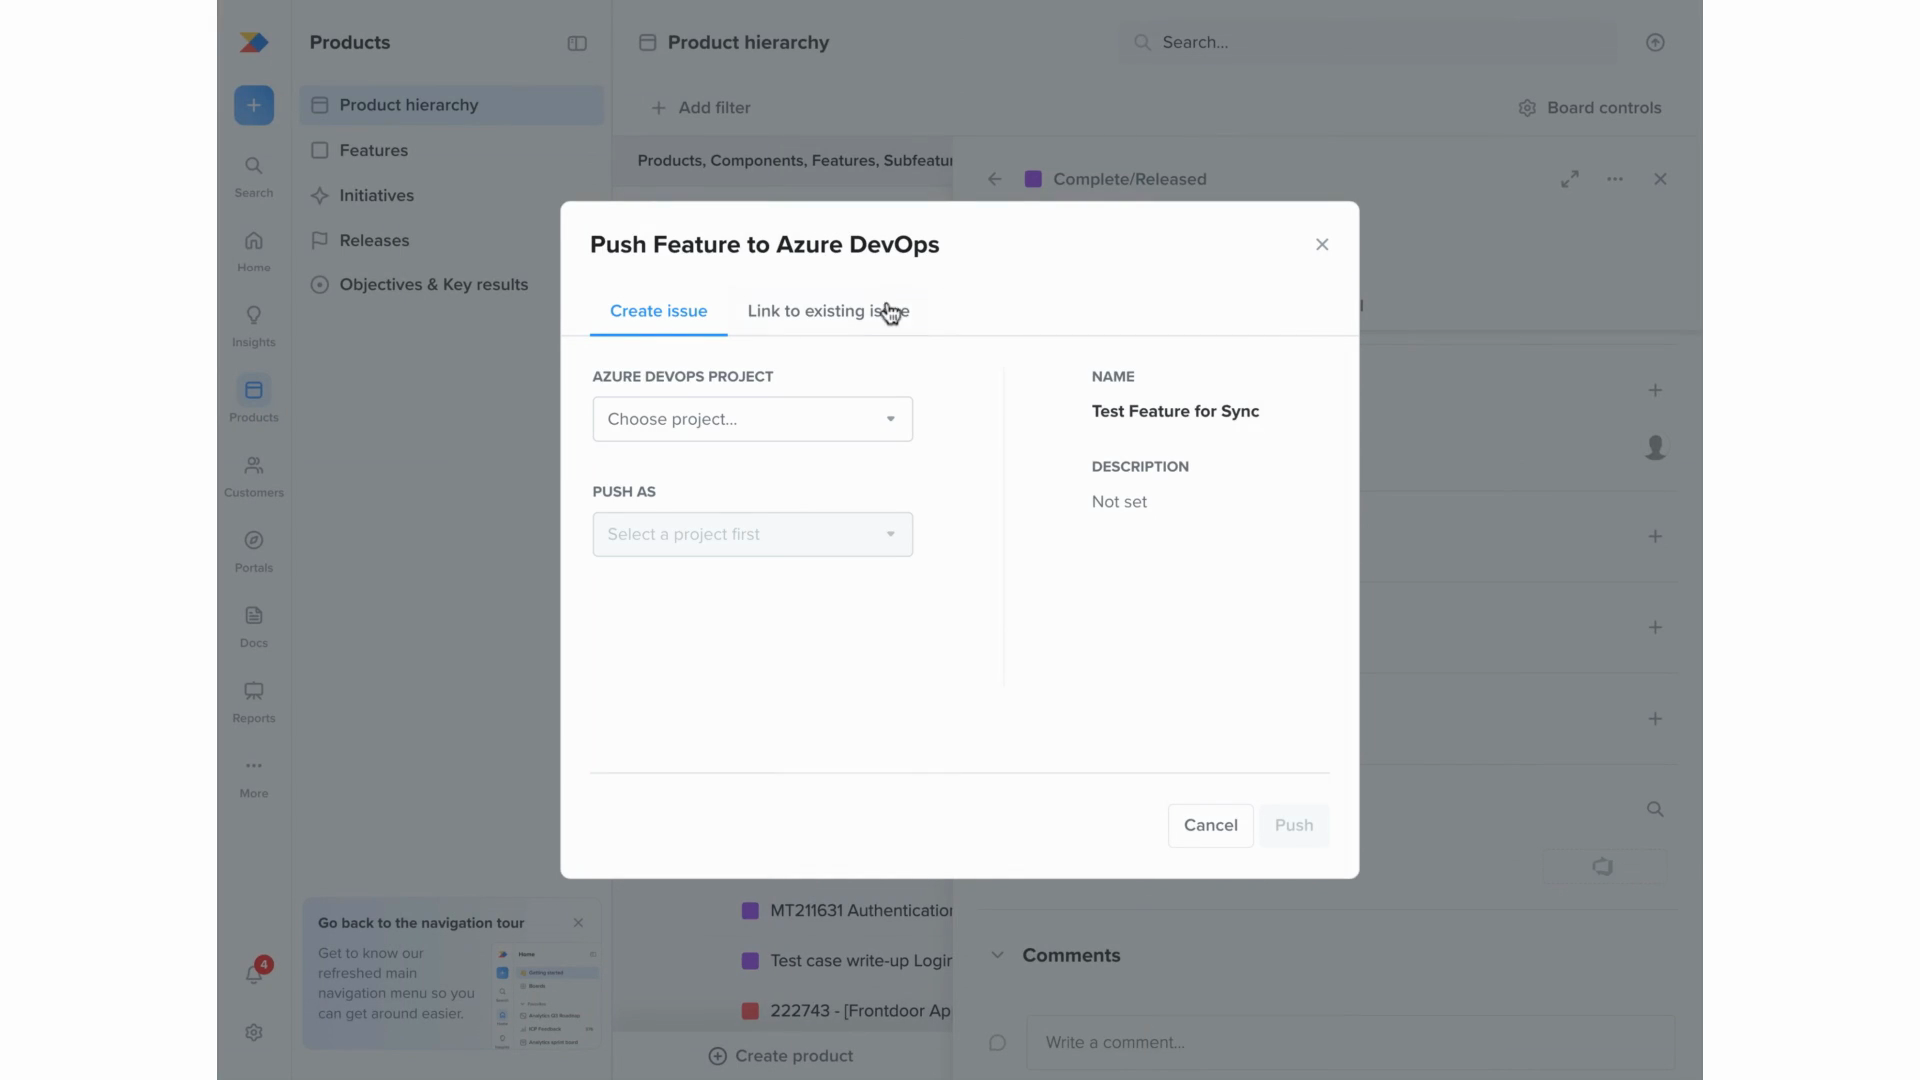 Products
Product hierarchy
Features
Initiatives
Releases
Objectives & Key results
Search
Home
Insights
Products
Customers
Portals
Docs
Reports
More
4
Go back to the navigation tour
Get to know our
refreshed main
navigation menu so you
can get around easier.
Home
Product hierarchy
Search...
Add filter
Board controls
Products, Components, Features, Subfeatur
Complete/Released
Push Feature to Azure DevOps
Create issue
Link to existing issue
AZURE DEVOPS PROJECT
Choose project...
PUSH AS
Select a project first
NAME
Test Feature for Sync
DESCRIPTION
Not set
Cancel
Push
MT211631 Authentication
Test case write-up Login
222743 - [Frontdoor Ap
Create product
Comments
Write a comment...